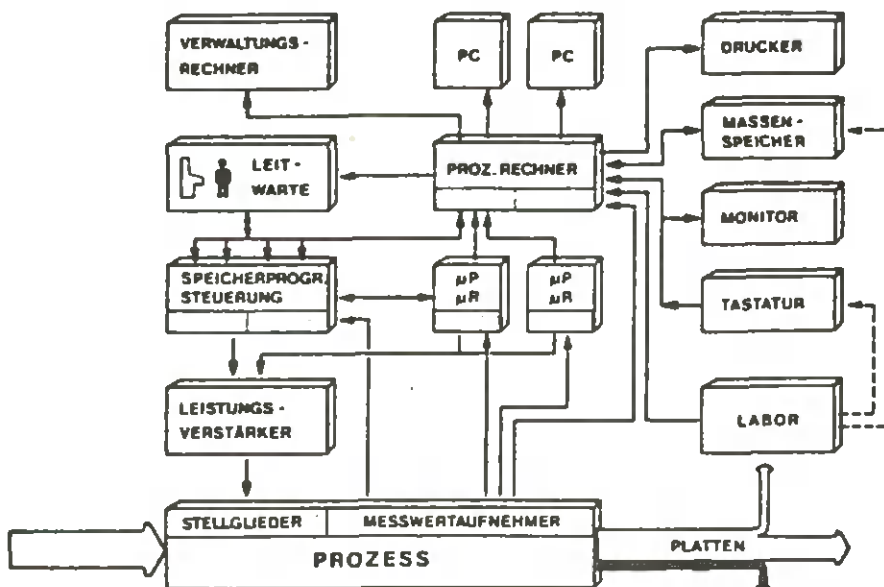 VERWALTUNGS-
RECHNER
PC
PC
DRUCKER
MASSEN-
SPEICHER
LEIT-
WARTE
PROZ.RECHNER
MONITOR
SPEICHERPROGR.
STEUERUNG
µP
µR
µP
µR
TASTATUR
LEISTUNGS-
VERSTÄRKER
LABOR
STELLGLIEDER
MESSWERTAUFNEHMER
PROZESS
PLATTEN